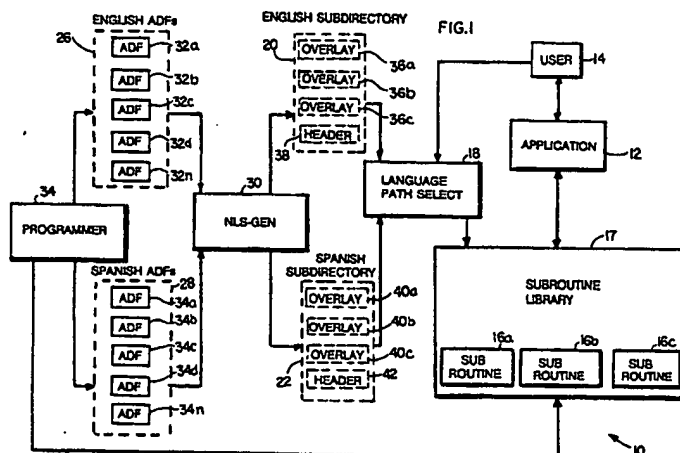 ENGLISH ADFs
26
ADF
32a
ADF
32b
ADF
32c
ADF
32d
ADF
32n
ENGLISH SUBDIRECTORY
20
OVERLAY
36a
OVERLAY
36b
OVERLAY
36c
HEADER
38
FIG.1
USER
14
APPLICATION
12
18
LANGUAGE
PATH SELECT
34
PROGRAMMER
30
NLS-GEN
SPANISH ADFs
28
ADF
34a
ADF
34b
ADF
34c
ADF
34d
ADF
34n
SPANISH
SUBDIRECTORY
OVERLAY
40a
OVERLAY
40b
OVERLAY
40c
22
HEADER
42
17
SUBROUTINE
LIBRARY
16a
SUB
ROUTINE
16b
SUB
ROUTINE
16c
SUB
ROUTINE
10